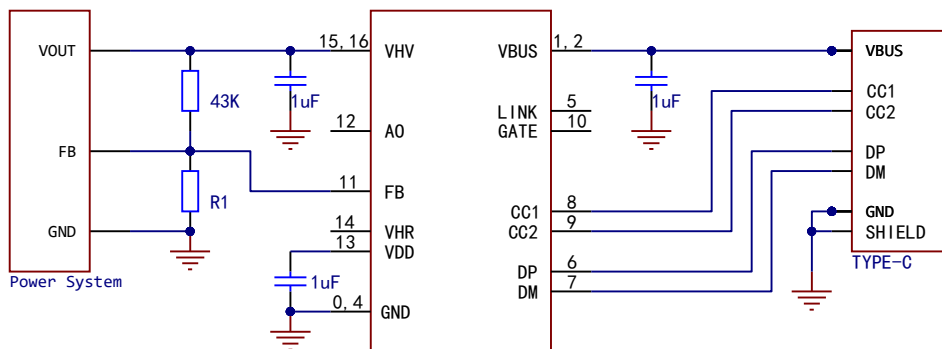 VOUT
FB
GND
Power System
43K
R1
1uF
1uF
15,16
VHV
12
AO
11
FB
14
VHR
13
VDD
0,4
GND
VBUS
1,2
LINK
5
GATE
10
CC1
8
CC2
9
DP
6
DM
7
1uF
VBUS
CC1
CC2
DP
DM
GND
SHIELD
TYPE-C